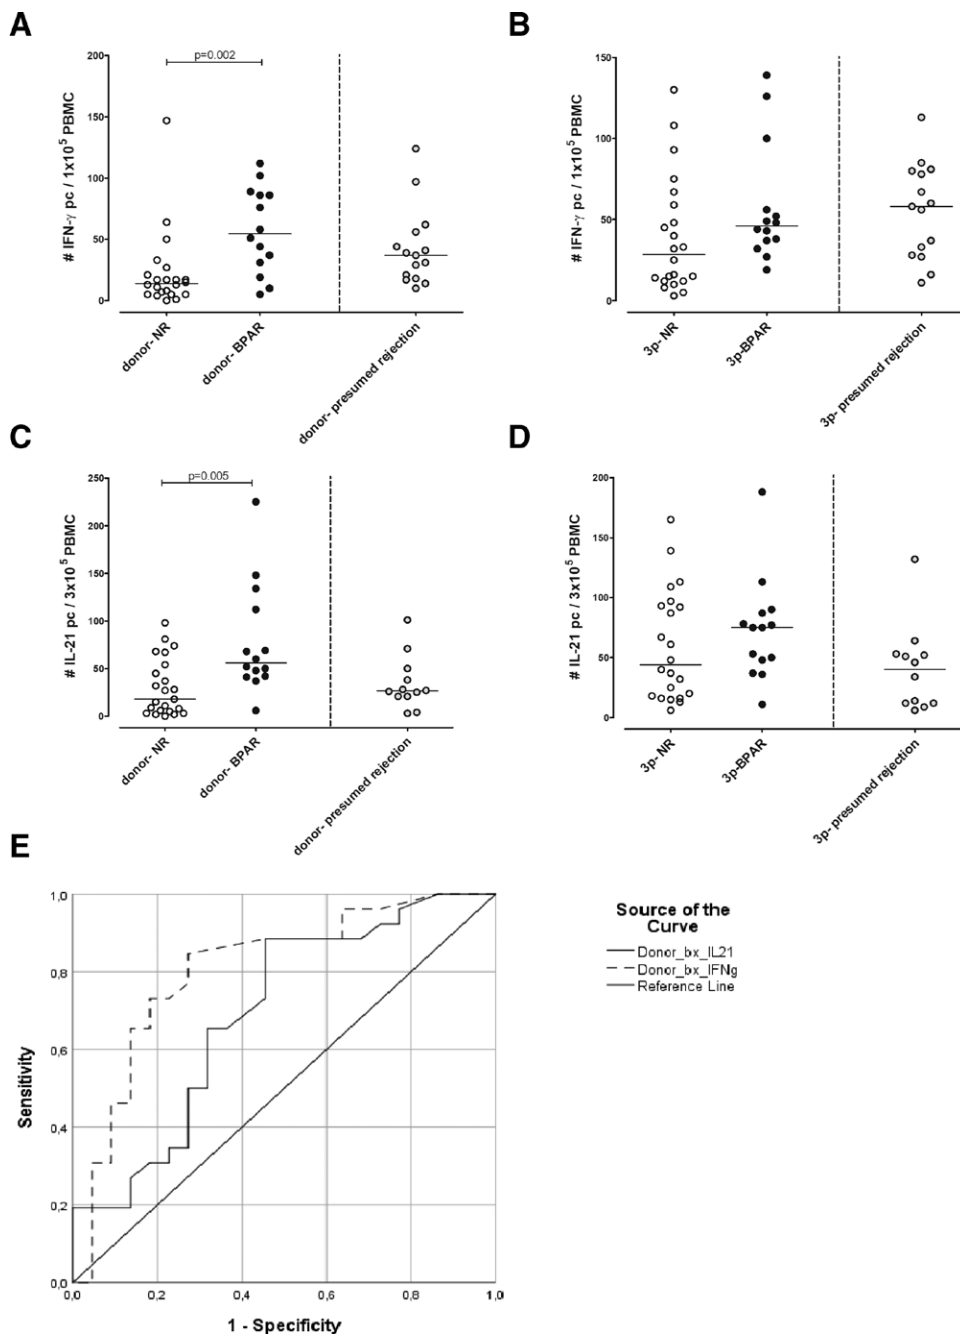 A
# IFN-γ pc / 1x10⁵ PBMC
200
150
100
50
0
p=0.002
donor- NR
donor- BPAR
donor- presumed rejection
B
# IFN-γ pc / 1x10⁵ PBMC
150
100
50
0
3p- NR
3p-BPAR
3p- presumed rejection
C
# IL-21 pc / 3x10⁵ PBMC
250
200
150
100
50
0
p=0.005
donor- NR
donor- BPAR
donor- presumed rejection
D
# IL-21 pc / 3x10⁵ PBMC
200
150
100
50
0
3p- NR
3p-BPAR
3p- presumed rejection
E
Sensitivity
1,0
0,8
0,6
0,4
0,2
0,0
0,0 0,2 0,4 0,6 0,8 1,0
1 - Specificity
Source of the
Curve
Donor_bx_IL21
Donor_bx_IFNg
Reference Line